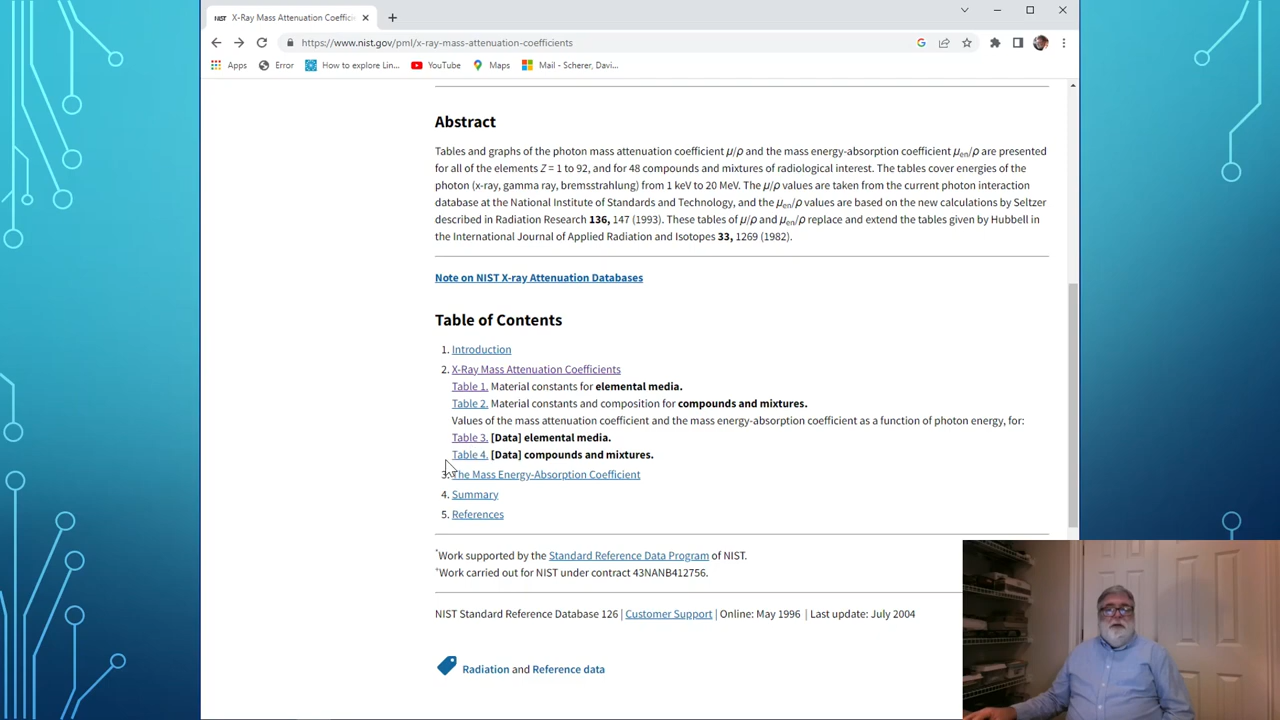 NIST X-Ray Mass Attenuation Coeffici
https://www.nist.gov/pml/x-ray-mass-attenuation-coefficients
Apps Error How to explore Lin... YouTube Maps Mail - Scherer, Davi...
Abstract
Tables and graphs of the photon mass attenuation coefficient μ/ρ and the mass energy-absorption coefficient μen/ρ are presented
for all of the elements Z = 1 to 92, and for 48 compounds and mixtures of radiological interest. The tables cover energies of the
photon (x-ray, gamma ray, bremsstrahlung) from 1 keV to 20 MeV. The μ/ρ values are taken from the current photon interaction
database at the National Institute of Standards and Technology, and the μen/ρ values are based on the new calculations by Seltzer
described in Radiation Research 136, 147 (1993). These tables of μ/ρ and μen/ρ replace and extend the tables given by Hubbell in
the International Journal of Applied Radiation and Isotopes 33, 1269 (1982).
Note on NIST X-ray Attenuation Databases
Table of Contents
1. Introduction
2. X-Ray Mass Attenuation Coefficients
Table 1. Material constants for elemental media.
Table 2. Material constants and composition for compounds and mixtures.
Values of the mass attenuation coefficient and the mass energy-absorption coefficient as a function of photon energy, for:
Table 3. [Data] elemental media.
Table 4. [Data] compounds and mixtures.
3. The Mass Energy-Absorption Coefficient
4. Summary
5. References
*Work supported by the Standard Reference Data Program of NIST.
+Work carried out for NIST under contract 43NANB412756.
NIST Standard Reference Database 126 | Customer Support | Online: May 1996 | Last update: July 2004
Radiation and Reference data